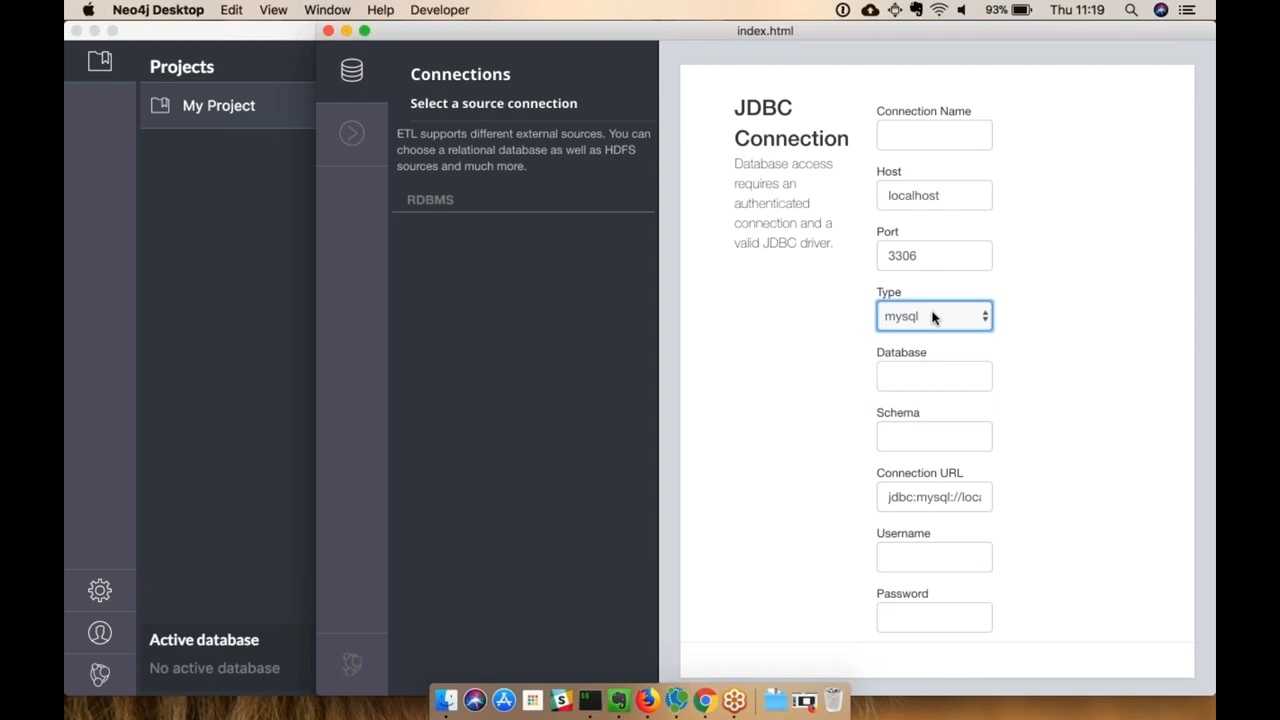 Neo4j Desktop Edit View Window Help Developer 93% Thu 11:19
index.html
Projects
My Project
Active database
No active database
Connections
Select a source connection
ETL supports different external sources. You can
choose a relational database as well as HDFS
sources and much more.
RDBMS
JDBC
Connection
Database access
requires an
authenticated
connection and a
valid JDBC driver.
Connection Name
Host
localhost
Port
3306
Type
mysql
Database
Schema
Connection URL
jdbc:mysql://loca
Username
Password